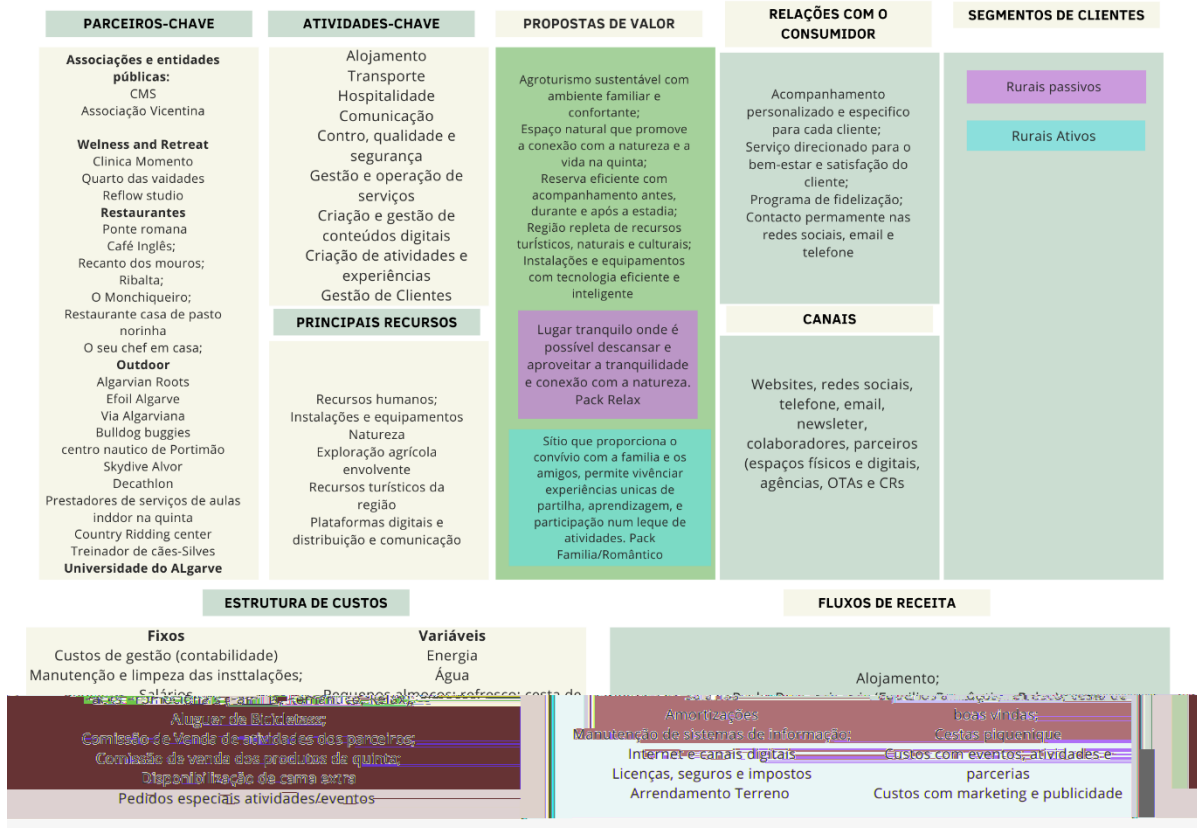 PARCEIROS-CHAVE
Associações e entidades
públicas:
CMS
Associação Vicentina
Welness and Retreat
Clinica Momento
Quarto das vaidades
Reflow studio
Restaurantes
Ponte romana
Café Inglês;
Recanto dos mouros;
Ribalta;
O Monchiqueiro;
Restaurante casa de pasto
norinha
O seu chef em casa;
Outdoor
Algarvian Roots
Efoil Algarve
Via Algarviana
Bulldog buggies
centro nautico de Portimão
Skydive Alvor
Decathlon
Prestadores de serviços de aulas
inddor na quinta
Country Ridding center
Treinador de cães-Silves
Universidade do ALgarve
ATIVIDADES-CHAVE
Alojamento
Transporte
Hospitalidade
Comunicação
Contro, qualidade e
segurança
Gestão e operação de
serviços
Criação e gestão de
conteúdos digitais
Criação de atividades e
experiências
Gestão de Clientes
PRINCIPAIS RECURSOS
Recursos humanos;
Instalações e equipamentos
Natureza
Exploração agrícola
envolvente
Recursos turísticos da
região
Plataformas digitais e
distribuição e comunicação
PROPOSTAS DE VALOR
Agroturismo sustentável com
ambiente familiar e
confortante;
Espaço natural que promove
a conexão com a natureza e a
vida na quinta;
Reserva eficiente com
acompanhamento antes,
durante e após a estadia;
Região repleta de recursos
turÍsticos, naturais e culturais;
Instalações e equipamentos
com tecnologia eficiente e
inteligente
Lugar tranquilo onde é
possível descansar e
aproveitar a tranquilidade
e conexão com a natureza.
Pack Relax
Sítio que proporciona o
convívio com a familia e os
amigos, permite vivênciar
experiências unicas de
partilha, aprendizagem, e
participação num leque de
atividades. Pack
Familia/Romântico
RELAÇÕES COM O
CONSUMIDOR
Acompanhamento
personalizado e especifico
para cada cliente;
Serviço direcionado para o
bem-estar e satisfação do
cliente;
Programa de fidelização;
Contacto permamente nas
redes sociais, email e
telefone
CANAIS
Websites, redes sociais,
telefone, email,
newsleter,
colaboradores, parceiros
(espaços físicos e digitais,
agências, OTAs e CRs
SEGMENTOS DE CLIENTES
Rurais passivos
Rurais Ativos
ESTRUTURA DE CUSTOS
Fixos
Custos de gestão (contabilidade)
Manutenção e limpeza das insttalações;
Salários
Variáveis
Energia
Água
Pequenos almoços; refresco; cesta de
FLUXOS DE RECEITA
Alojamento;
Aluguer de Bicicletass;
Comissão de Venda de atividades dos parceiros;
Comissão de venda dos produtos da quinta;
Disponibilização de cama extra
Pedidos especiais atividades/eventos
Amortizações
Manutenção de sistemas de informação;
Internet e canais digitais
Licenças, seguros e impostos
Arrendamento Terreno
boas vindas;
Cestas piquenique
Custos com eventos, atividades e
parcerias
Custos com marketing e publicidade